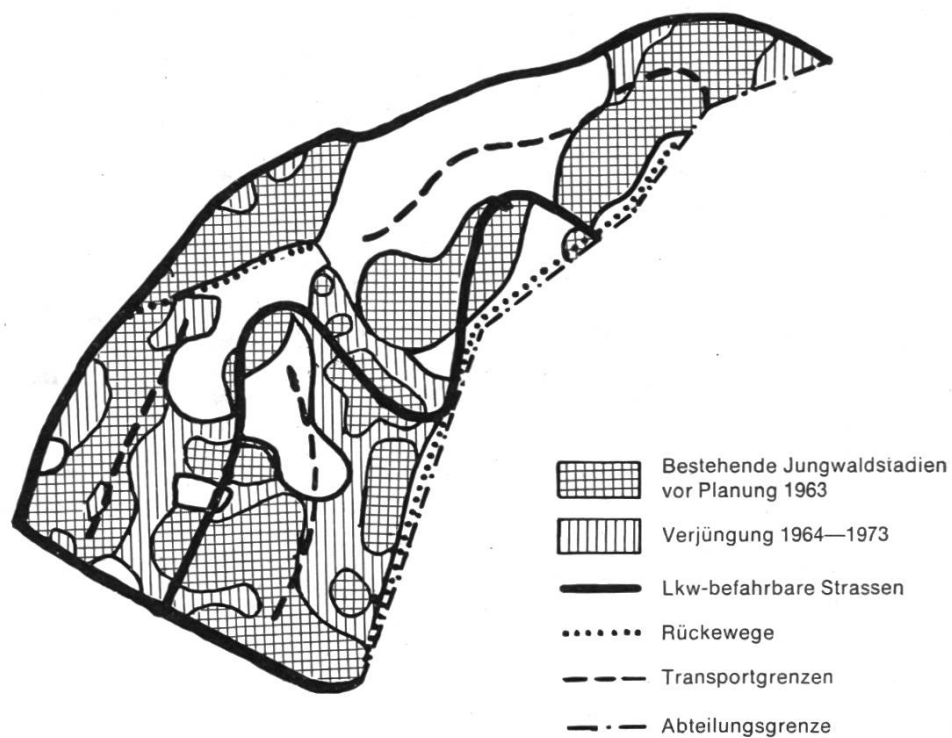 Bestehende Jungwaldstadien
vor Planung 1963
Verjüngung 1964—1973
Lkw-befahrbare Strassen
Rückewege
Transportgrenzen
Abteilungsgrenze